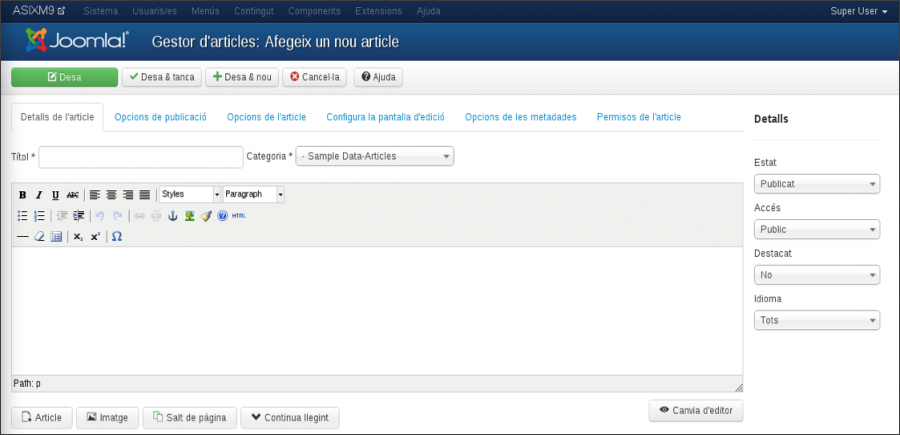 ASIXM9 Sistema Usuaris/es Menús Contingut Components Extensions Ajuda Super User
Joomla!® Gestor d'articles: Afegeix un nou article
Desa Desa & tanca Desa & nou Cancel·la Ajuda
Detalls de l'article Opcions de publicació Opcions de l'article Configura la pantalla d'edició Opcions de les metadades Permisos de l'article
Títol * Categoria * - Sample Data-Articles
B I U ABC Styles Paragraph
HTML
x₂ x² Ω
Path: p
Article Imatge Salt de pàgina Continua llegint
Canvia d'editor
Detalls
Estat
Publicat
Accés
Public
Destacat
No
Idioma
Tots